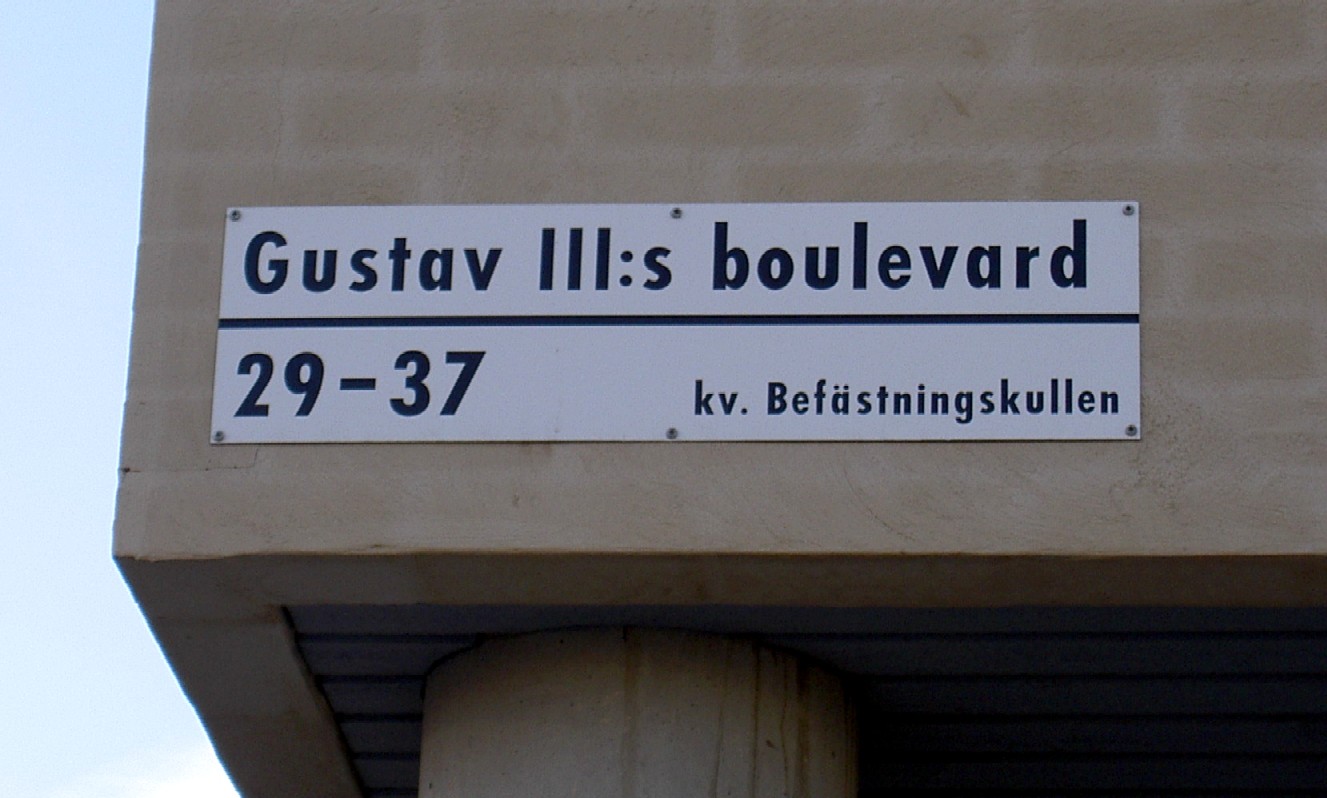 Gustav III:s boulevard
29-37 kv. Befästningskullen